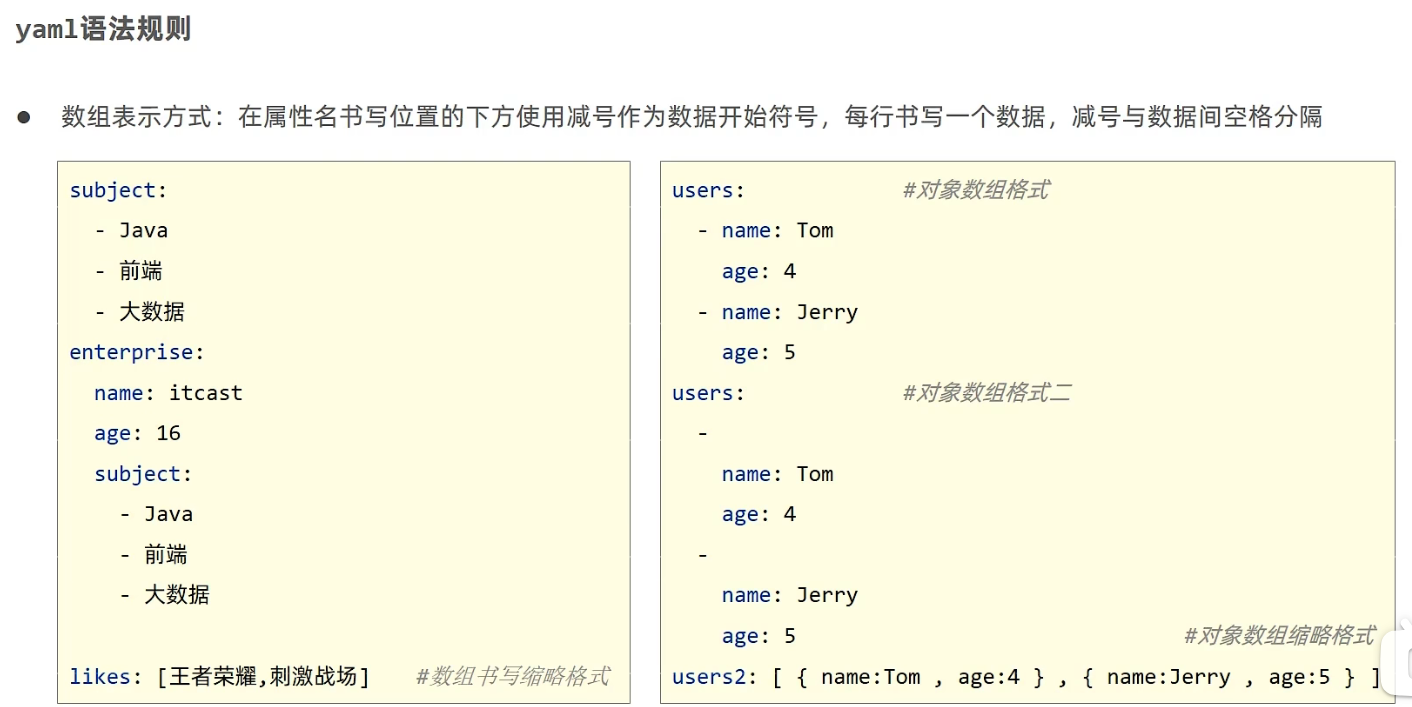 yaml语法规则
● 数组表示方式：在属性名书写位置的下方使用减号作为数据开始符号，每行书写一个数据，减号与数据间空格分隔
subject:
  - Java
  - 前端
  - 大数据
enterprise:
  name: itcast
  age: 16
  subject:
    - Java
    - 前端
    - 大数据
likes: [王者荣耀,刺激战场] #数组书写缩略格式
users: #对象数组格式
  - name: Tom
    age: 4
  - name: Jerry
    age: 5
users: #对象数组格式二
  -
    name: Tom
    age: 4
  -
    name: Jerry
    age: 5 #对象数组缩略格式
users2: [ { name:Tom , age:4 } , { name:Jerry , age:5 } ]